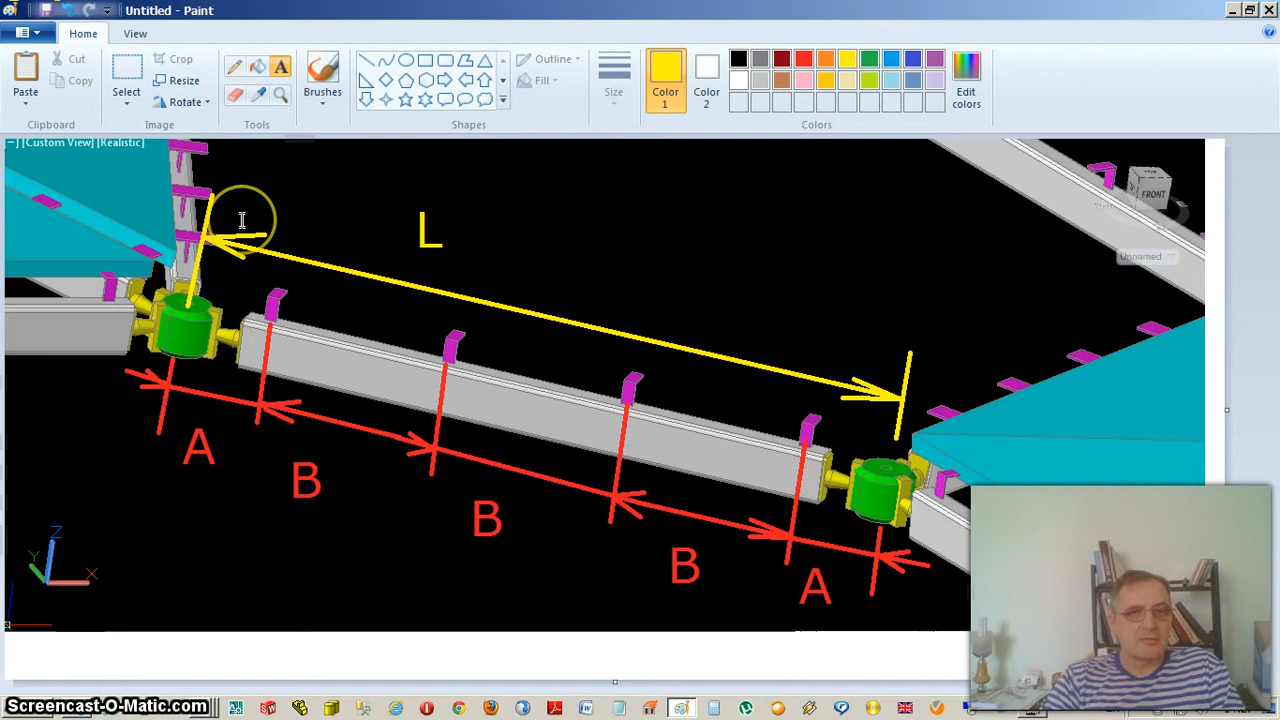 Untitled - Paint
Home
View
Paste
Cut
Copy
Clipboard
Select
Crop
Resize
Rotate
Image
A
Tools
Brushes
Outline
Fill
Shapes
Size
Color
1
Color
2
Edit
colors
Colors
[Custom View] [Realistic]
FRONT
Unnamed
L
A
B
B
B
A
Z
Y
X
Screencast-O-Matic.com